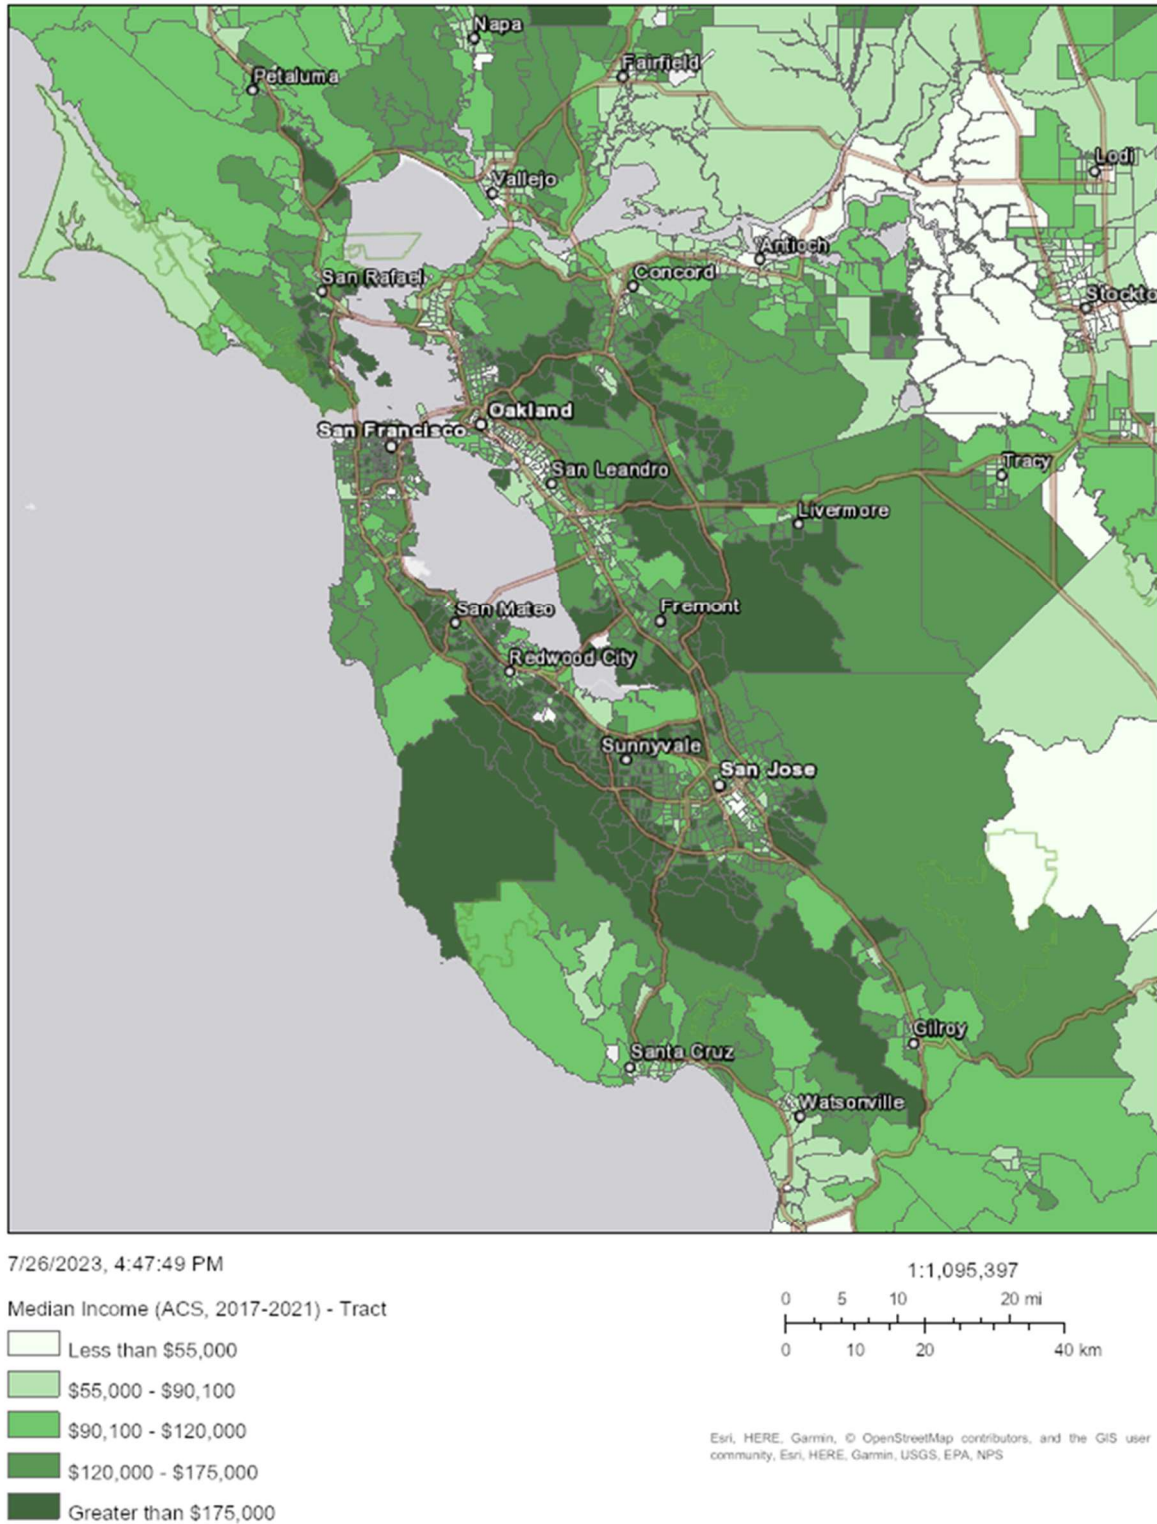 Napa
Petaluma
Fairfield
Vallejo
Lodi
Antioch
San Rafael
Concord
Stockto
Oakland
San Francisco
San Leandro
Tracy
Livermore
San Mateo
Fremont
Redwood City
Sunnyvale
San Jose
Gilroy
Santa Cruz
Watsonville
7/26/2023, 4:47:49 PM
1:1,095,397
Median Income (ACS, 2017-2021) - Tract
0 5 10 20 mi
0 10 20 40 km
Less than $55,000
$55,000 - $90,100
$90,100 - $120,000
$120,000 - $175,000
Greater than $175,000
Esri, HERE, Garmin, © OpenStreetMap contributors, and the GIS user
community, Esri, HERE, Garmin, USGS, EPA, NPS